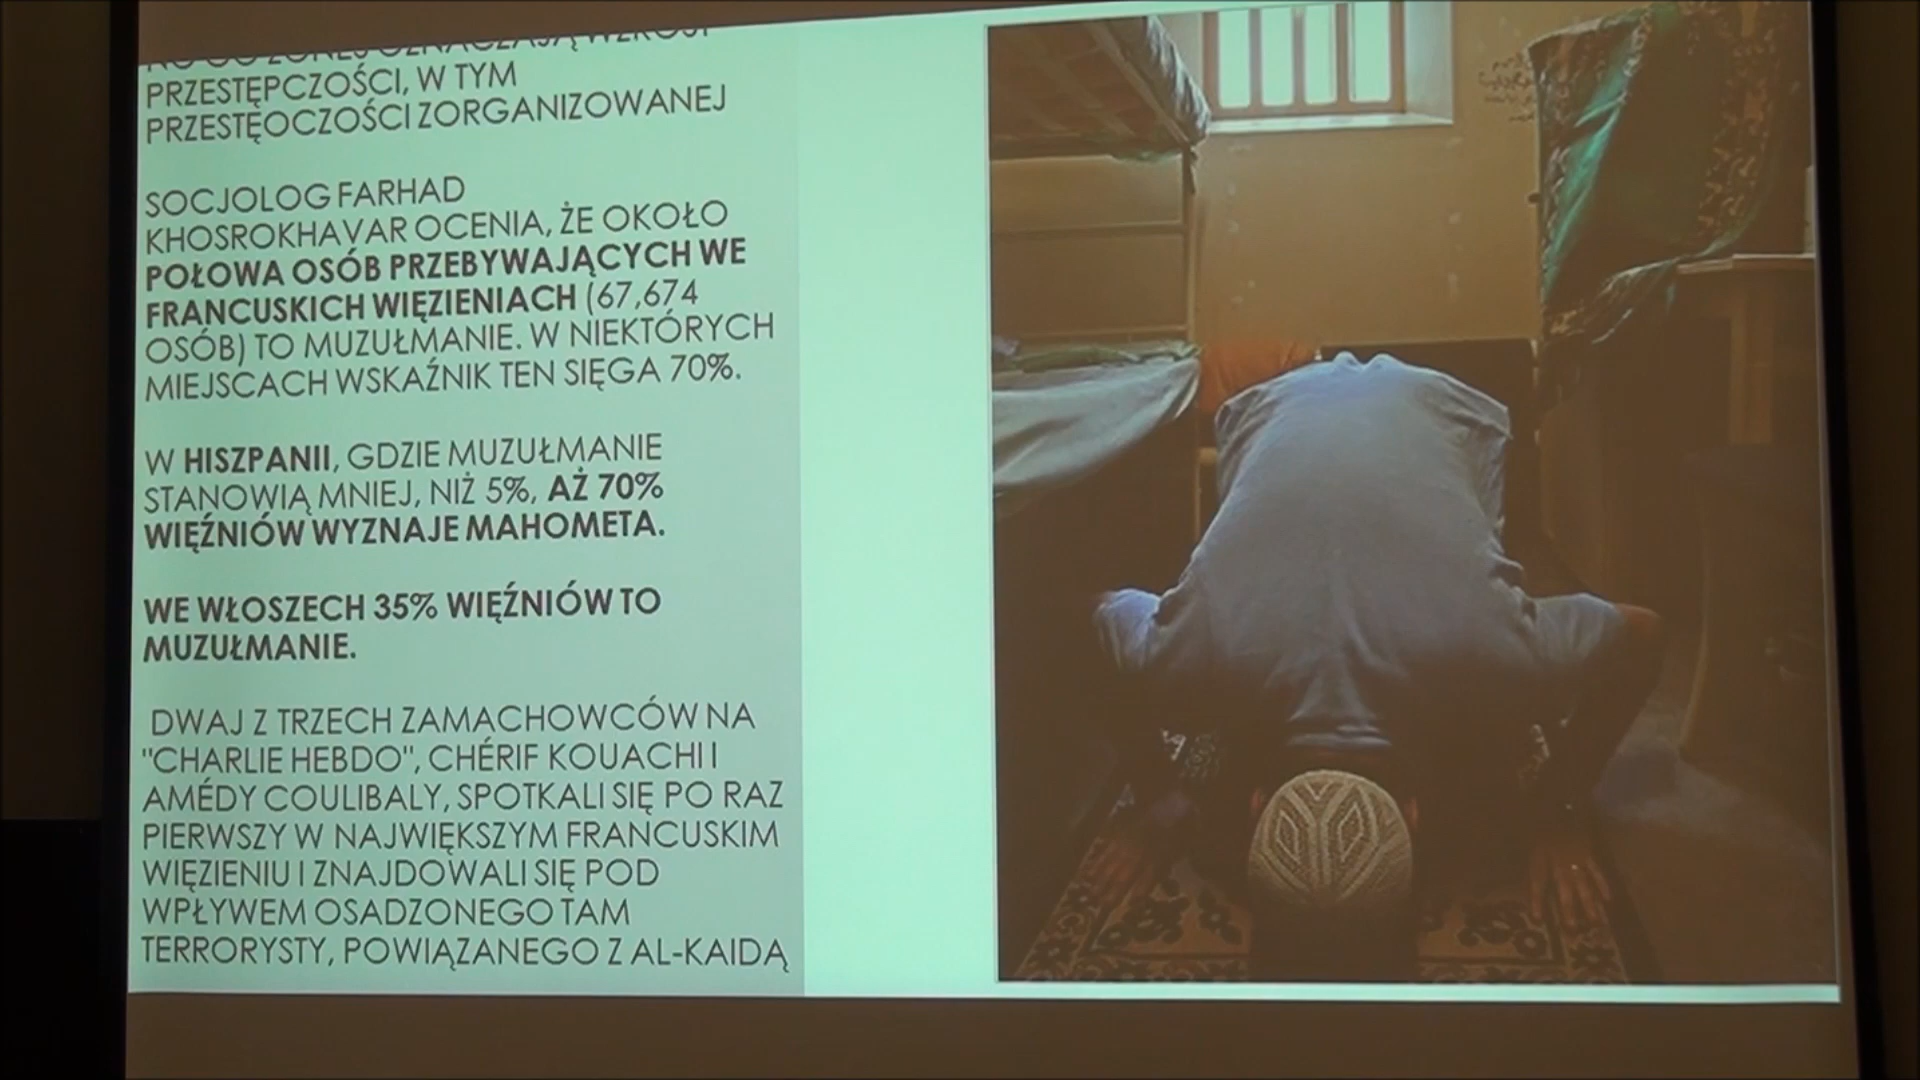 PRZESTĘPCZOŚCI, W TYM
PRZESTĘOCZOŚCI ZORGANIZOWANEJ
SOCJOLOG FARHAD
KHOSROKHAVAR OCENIA, ŻE OKOŁO
POŁOWA OSÓB PRZEBYWAJĄCYCH WE
FRANCUSKICH WIĘZIENIACH (67,674
OSÓB) TO MUZUŁMANIE. W NIEKTÓRYCH
MIEJSCACH WSKAŹNIK TEN SIĘGA 70%.
W HISZPANII, GDZIE MUZUŁMANIE
STANOWIĄ MNIEJ, NIŻ 5%, AŻ 70%
WIĘŹNIÓW WYZNAJE MAHOMETA.
WE WŁOSZECH 35% WIĘŹNIÓW TO
MUZUŁMANIE.
DWAJ Z TRZECH ZAMACHOWCÓW NA
"CHARLIE HEBDO", CHÉRIF KOUACHI I
AMÉDY COULIBALY, SPOTKALI SIĘ PO RAZ
PIERWSZY W NAJWIĘKSZYM FRANCUSKIM
WIĘZIENIU I ZNAJDOWALI SIĘ POD
WPŁYWEM OSADZONEGO TAM
TERRORYSTY, POWIĄZANEGO Z AL-KAIDĄ